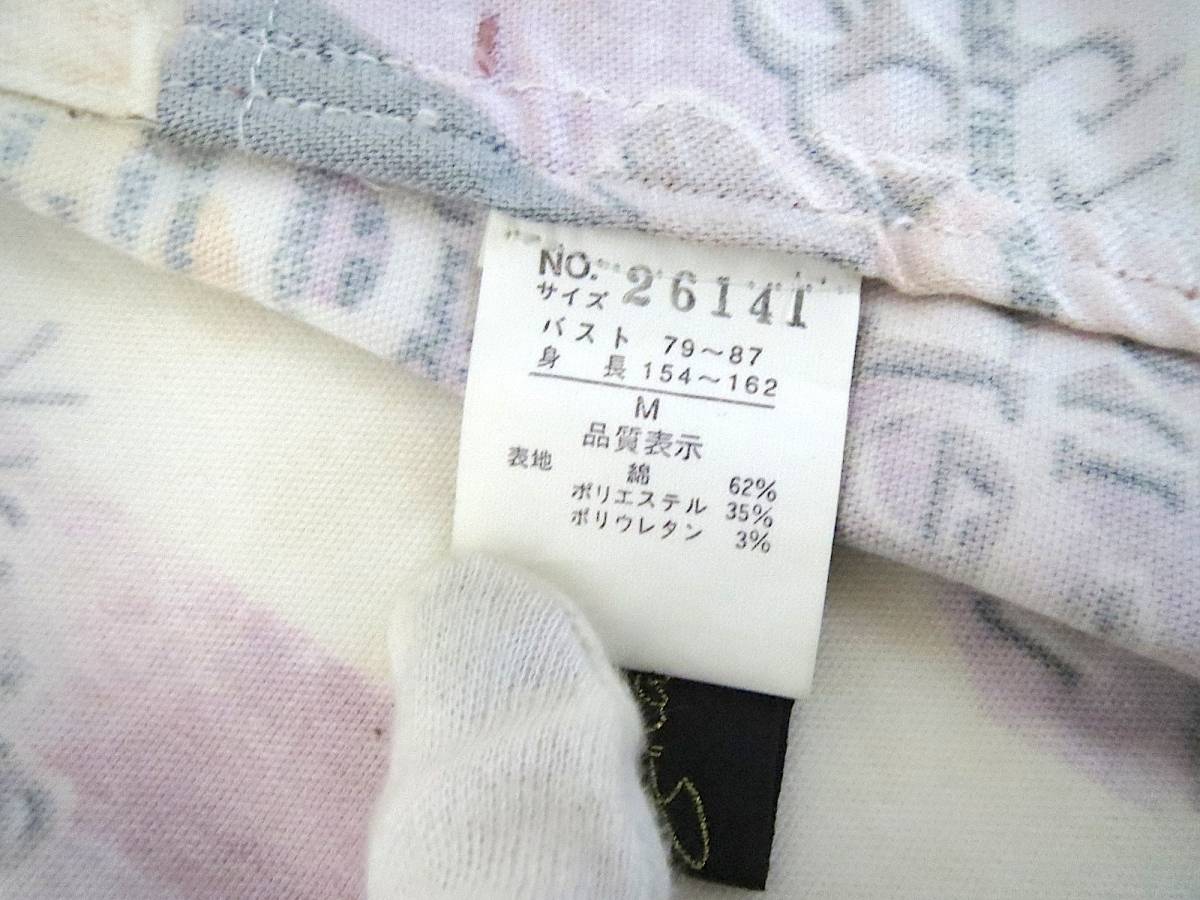 NO. 26141
サイズ
バスト 79～87
身 長 154～162
M
品質表示
表地 綿 62%
ポリエステル 35%
ポリウレタン 3%